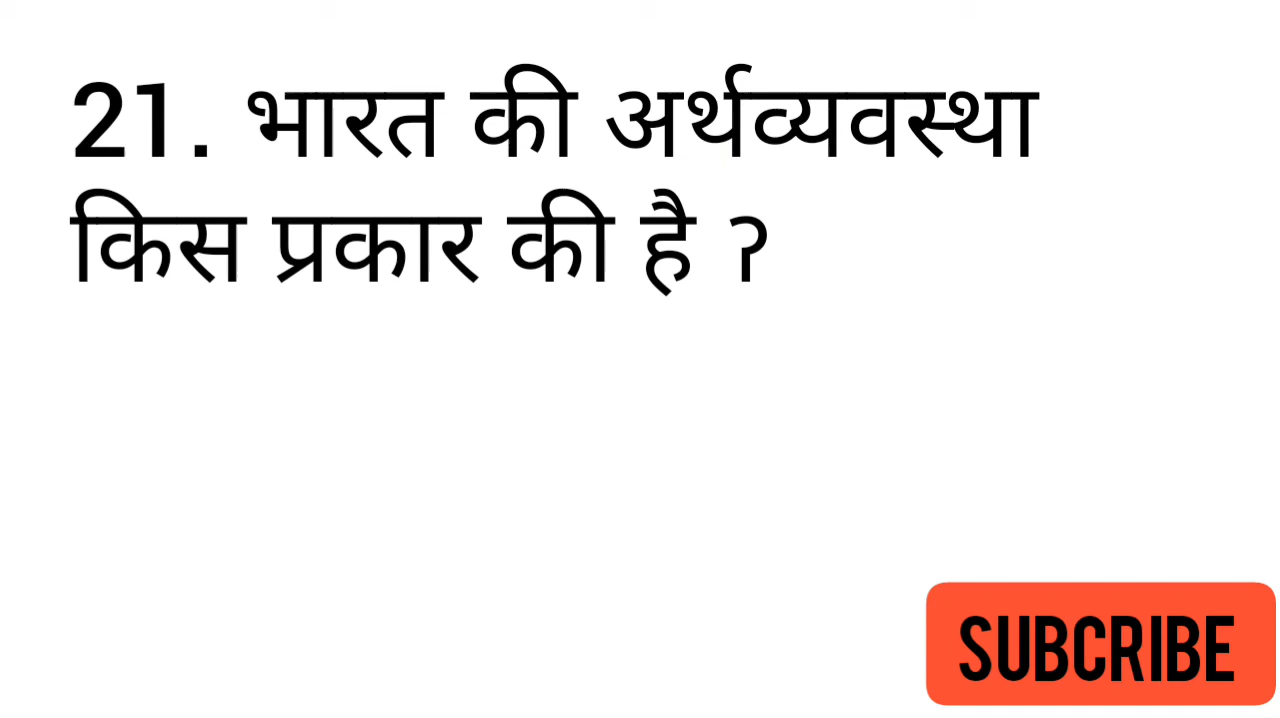 21. भारत की अर्थव्यवस्था
किस प्रकार की है ?
SUBCRIBE